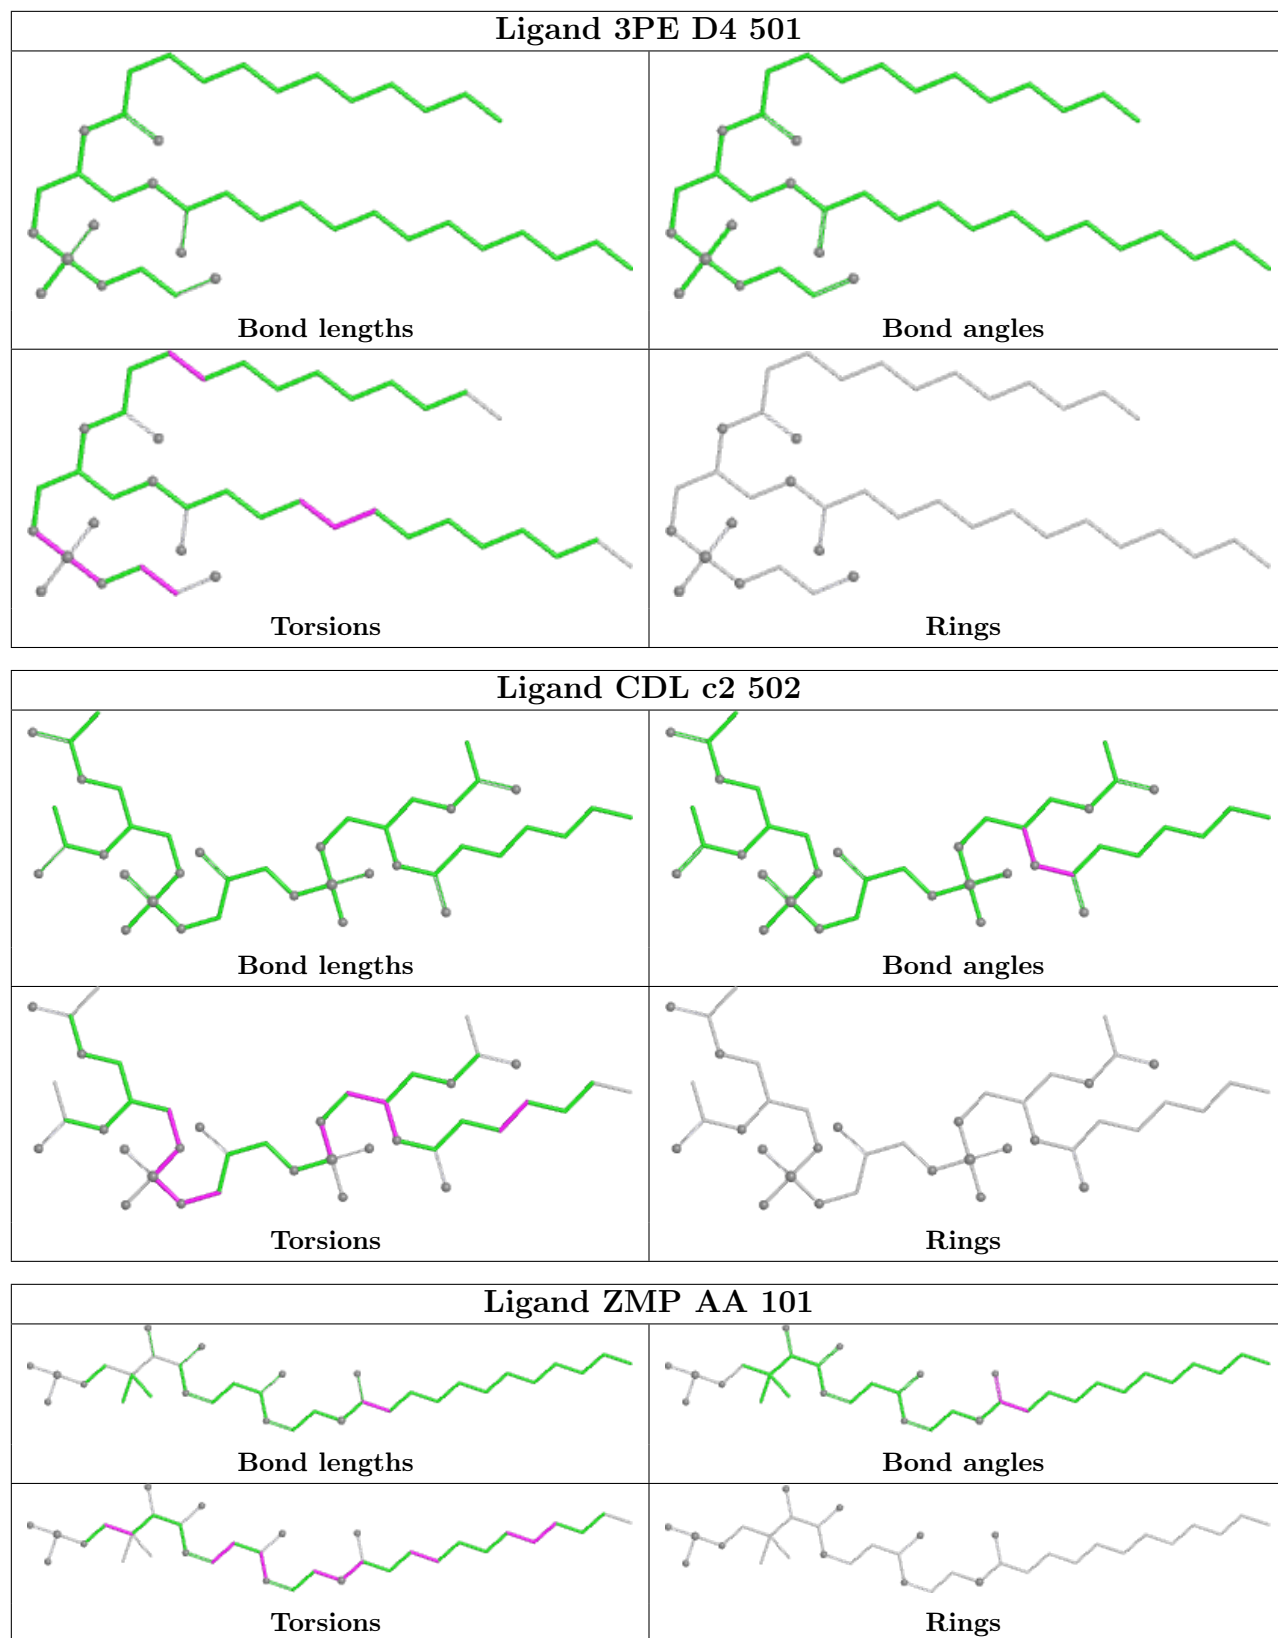 Ligand 3PE D4 501
Bond lengths
Bond angles
Torsions
Rings
Ligand CDL c2 502
Bond lengths
Bond angles
Torsions
Rings
Ligand ZMP AA 101
Bond lengths
Bond angles
Torsions
Rings